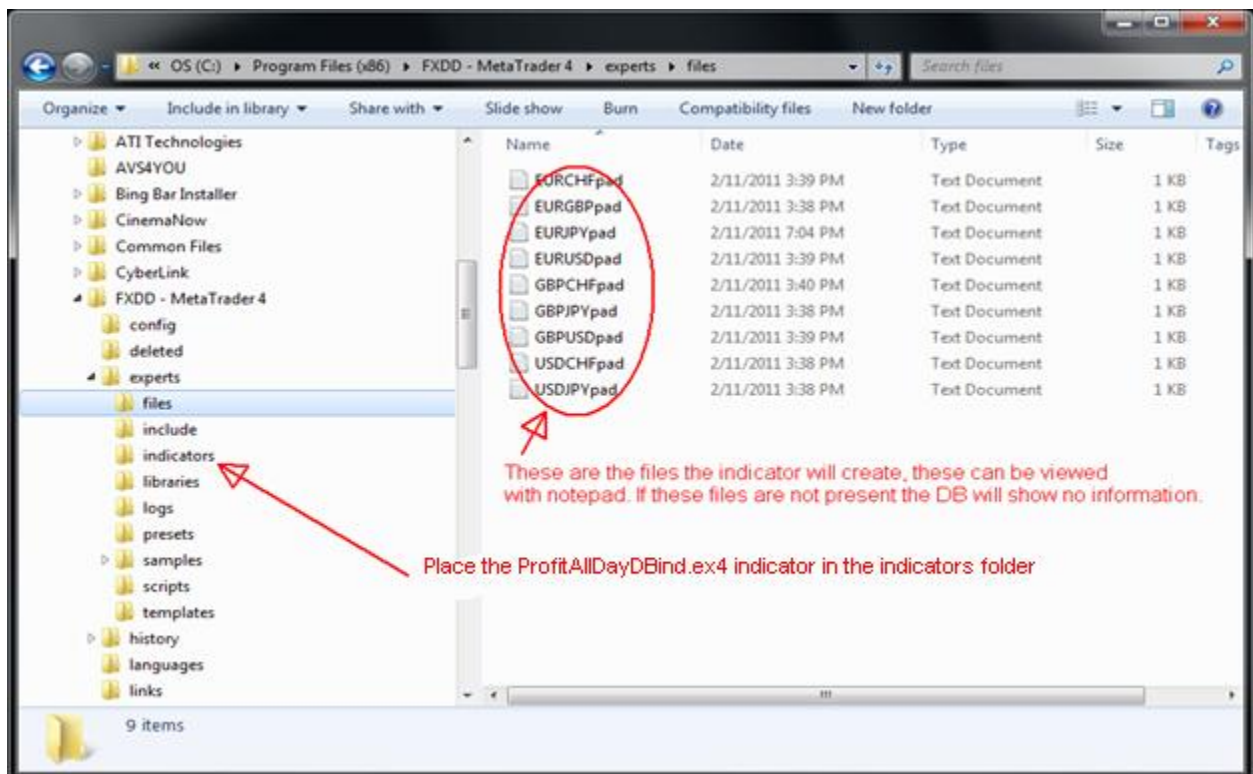 « OS (C:) ▸ Program Files (x86) ▸ FXDD - MetaTrader 4 ▸ experts ▸ files
Search files
Organize Include in library Share with Slide show Burn Compatibility files New folder
ATI Technologies
AVS4YOU
Bing Bar Installer
CinemaNow
Common Files
CyberLink
FXDD - MetaTrader 4
config
deleted
experts
files
include
indicators
libraries
logs
presets
samples
scripts
templates
history
languages
links
Name Date Type Size Tags
EURCHFpad 2/11/2011 3:39 PM Text Document 1 KB
EURGBPpad 2/11/2011 3:38 PM Text Document 1 KB
EURJPYpad 2/11/2011 7:04 PM Text Document 1 KB
EURUSDpad 2/11/2011 3:39 PM Text Document 1 KB
GBPCHFpad 2/11/2011 3:40 PM Text Document 1 KB
GBPJPYpad 2/11/2011 3:38 PM Text Document 1 KB
GBPUSDpad 2/11/2011 3:39 PM Text Document 1 KB
USDCHFpad 2/11/2011 3:38 PM Text Document 1 KB
USDJPYpad 2/11/2011 3:38 PM Text Document 1 KB
These are the files the indicator will create, these can be viewed
with notepad. If these files are not present the DB will show no information.
Place the ProfitAllDayDBind.ex4 indicator in the indicators folder
9 items